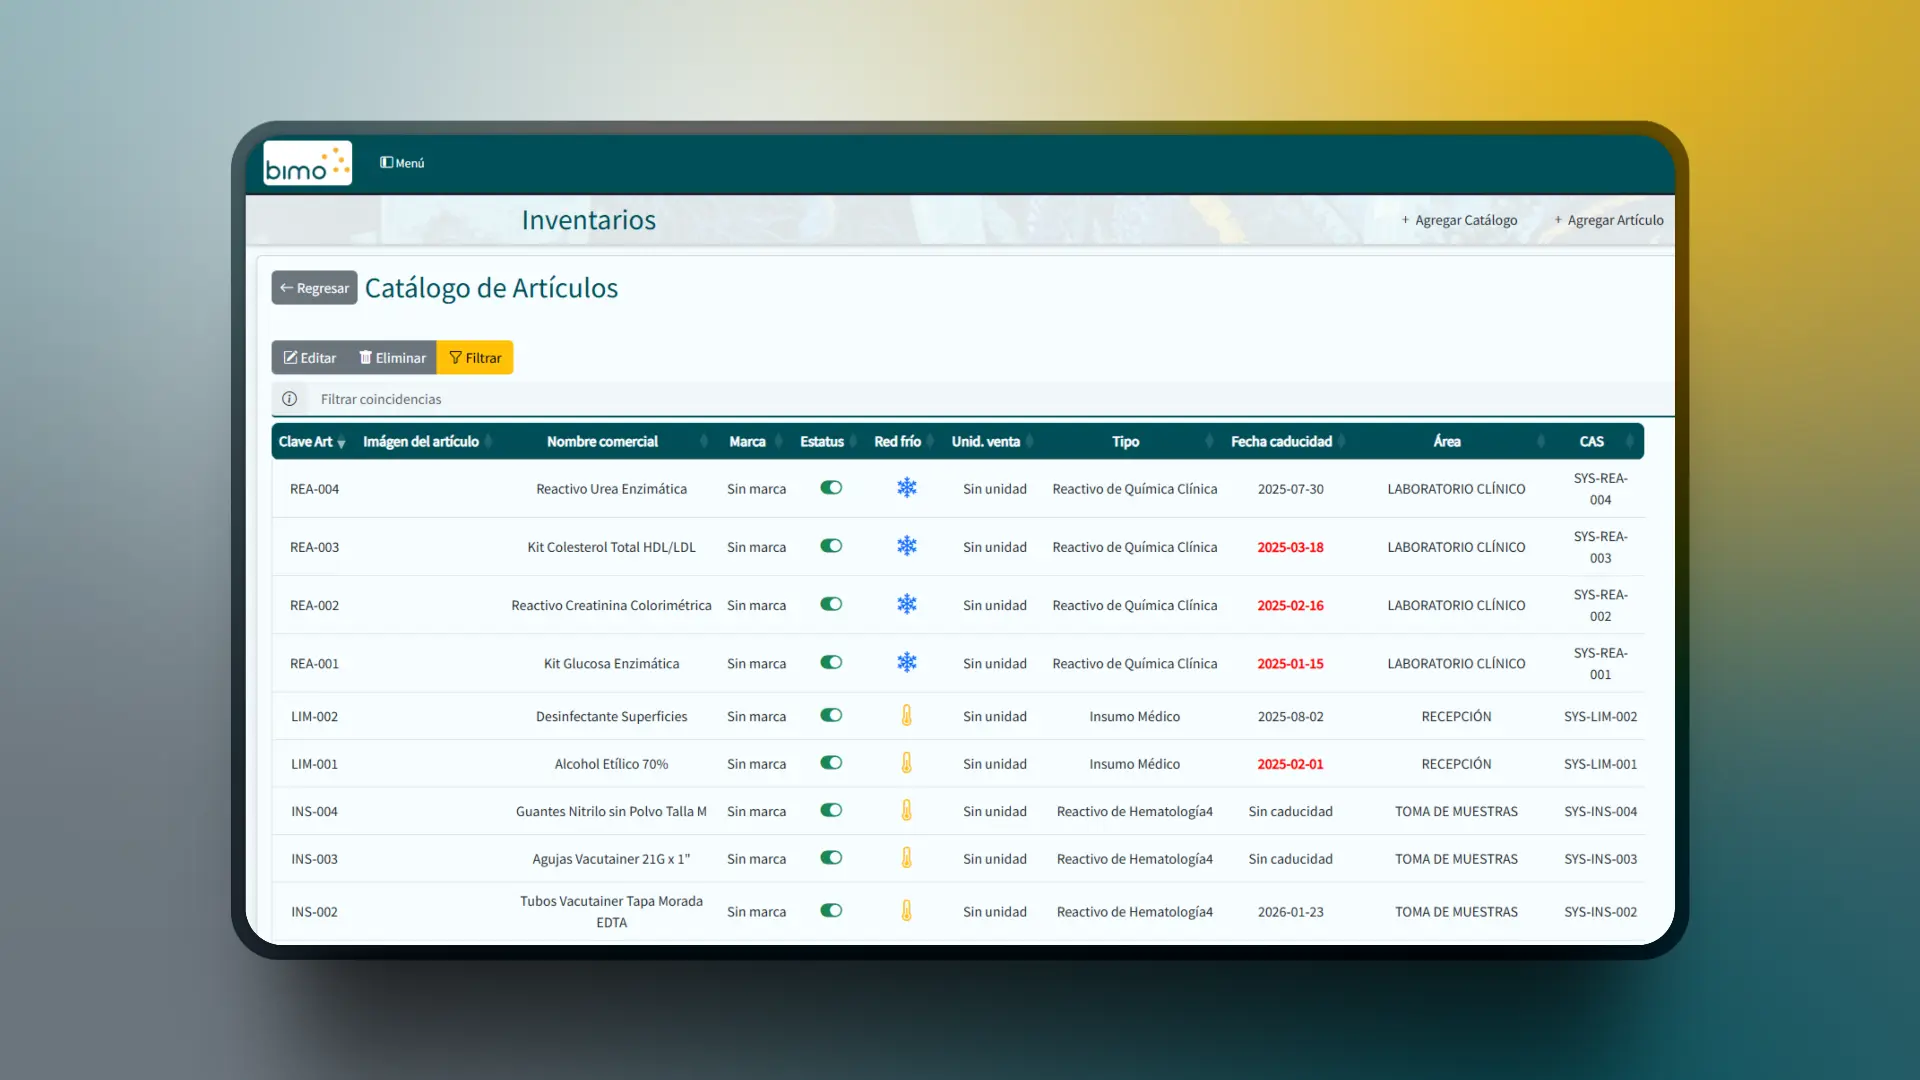 bimo
Menú
Inventarios
+ Agregar Catálogo
+ Agregar Artículo
← Regresar
Catálogo de Artículos
Editar
Eliminar
Filtrar
Filtrar coincidencias
Clave Art Imágen del artículo Nombre comercial Marca Estatus Red frío Unid. venta Tipo Fecha caducidad Área CAS
REA-004 Reactivo Urea Enzimática Sin marca Sin unidad Reactivo de Química Clínica 2025-07-30 LABORATORIO CLÍNICO SYS-REA-
004
REA-003 Kit Colesterol Total HDL/LDL Sin marca Sin unidad Reactivo de Química Clínica 2025-03-18 LABORATORIO CLÍNICO SYS-REA-
003
REA-002 Reactivo Creatinina Colorimétrica Sin marca Sin unidad Reactivo de Química Clínica 2025-02-16 LABORATORIO CLÍNICO SYS-REA-
002
REA-001 Kit Glucosa Enzimática Sin marca Sin unidad Reactivo de Química Clínica 2025-01-15 LABORATORIO CLÍNICO SYS-REA-
001
LIM-002 Desinfectante Superficies Sin marca Sin unidad Insumo Médico 2025-08-02 RECEPCIÓN SYS-LIM-002
LIM-001 Alcohol Etílico 70% Sin marca Sin unidad Insumo Médico 2025-02-01 RECEPCIÓN SYS-LIM-001
INS-004 Guantes Nitrilo sin Polvo Talla M Sin marca Sin unidad Reactivo de Hematología4 Sin caducidad TOMA DE MUESTRAS SYS-INS-004
INS-003 Agujas Vacutainer 21G x 1" Sin marca Sin unidad Reactivo de Hematología4 Sin caducidad TOMA DE MUESTRAS SYS-INS-003
INS-002 Tubos Vacutainer Tapa Morada Sin marca Sin unidad Reactivo de Hematología4 2026-01-23 TOMA DE MUESTRAS SYS-INS-002
EDTA